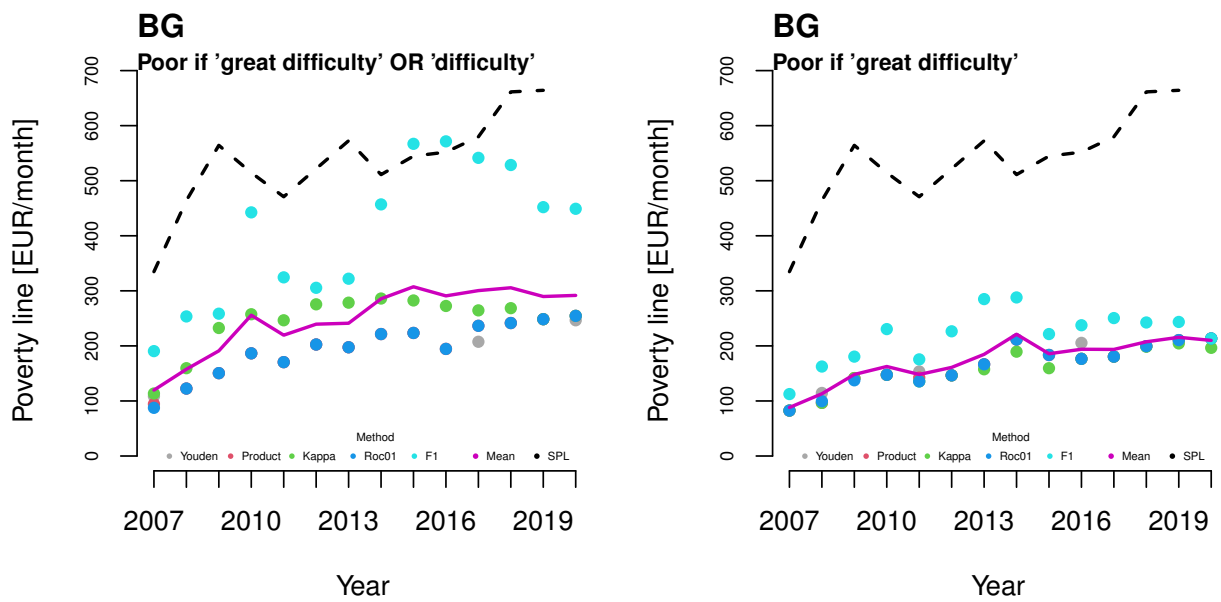 BG
Poor if 'great difficulty' OR 'difficulty'
Poverty line [EUR/month]
700
600
500
400
300
200
100
0
Method
Youden Product Kappa Roc01 F1 Mean SPL
2007 2010 2013 2016 2019
Year
BG
Poor if 'great difficulty'
Poverty line [EUR/month]
700
600
500
400
300
200
100
0
Method
Youden Product Kappa Roc01 F1 Mean SPL
2007 2010 2013 2016 2019
Year